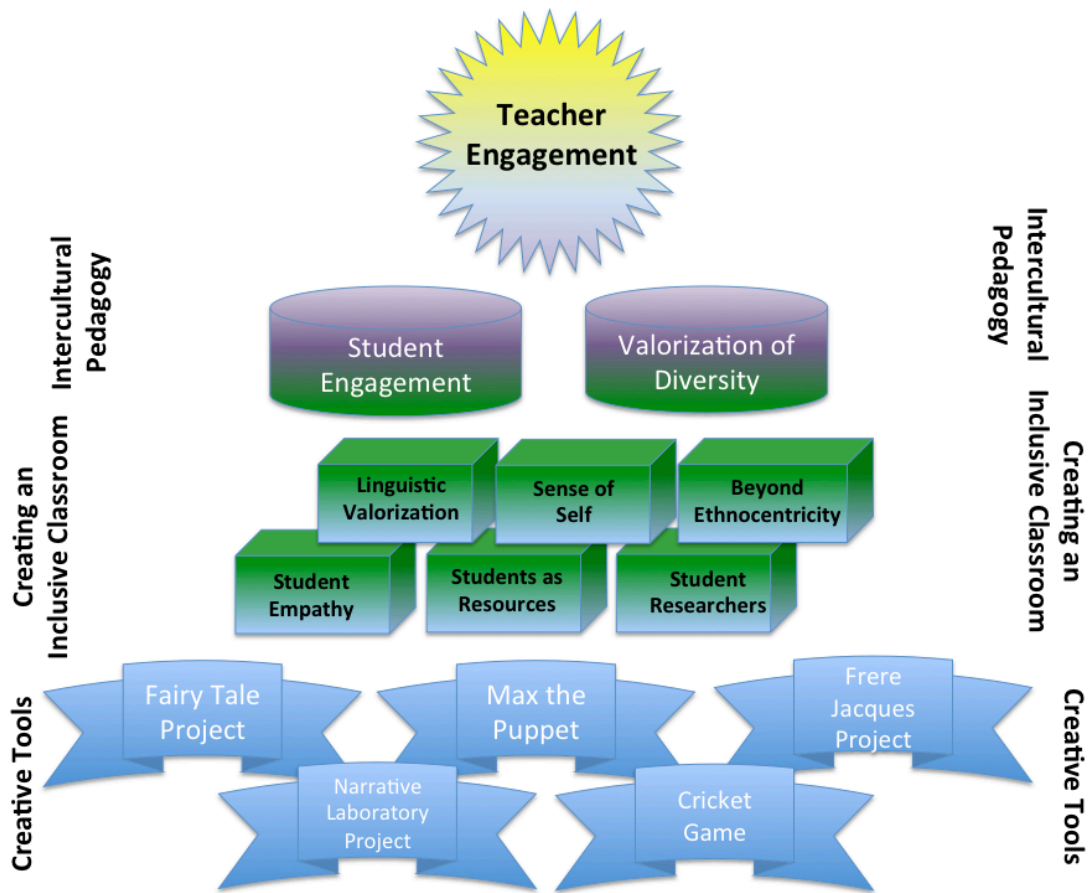 Teacher
Engagement
Intercultural
Pedagogy
Intercultural
Pedagogy
Student
Engagement
Valorization of
Diversity
Creating an
Inclusive Classroom
Creating an
Inclusive Classroom
Linguistic
Valorization
Sense of
Self
Beyond
Ethnocentricity
Student
Empathy
Students as
Resources
Student
Researchers
Creative Tools
Creative Tools
Fairy Tale
Project
Max the
Puppet
Frere
Jacques
Project
Narrative
Laboratory
Project
Cricket
Game